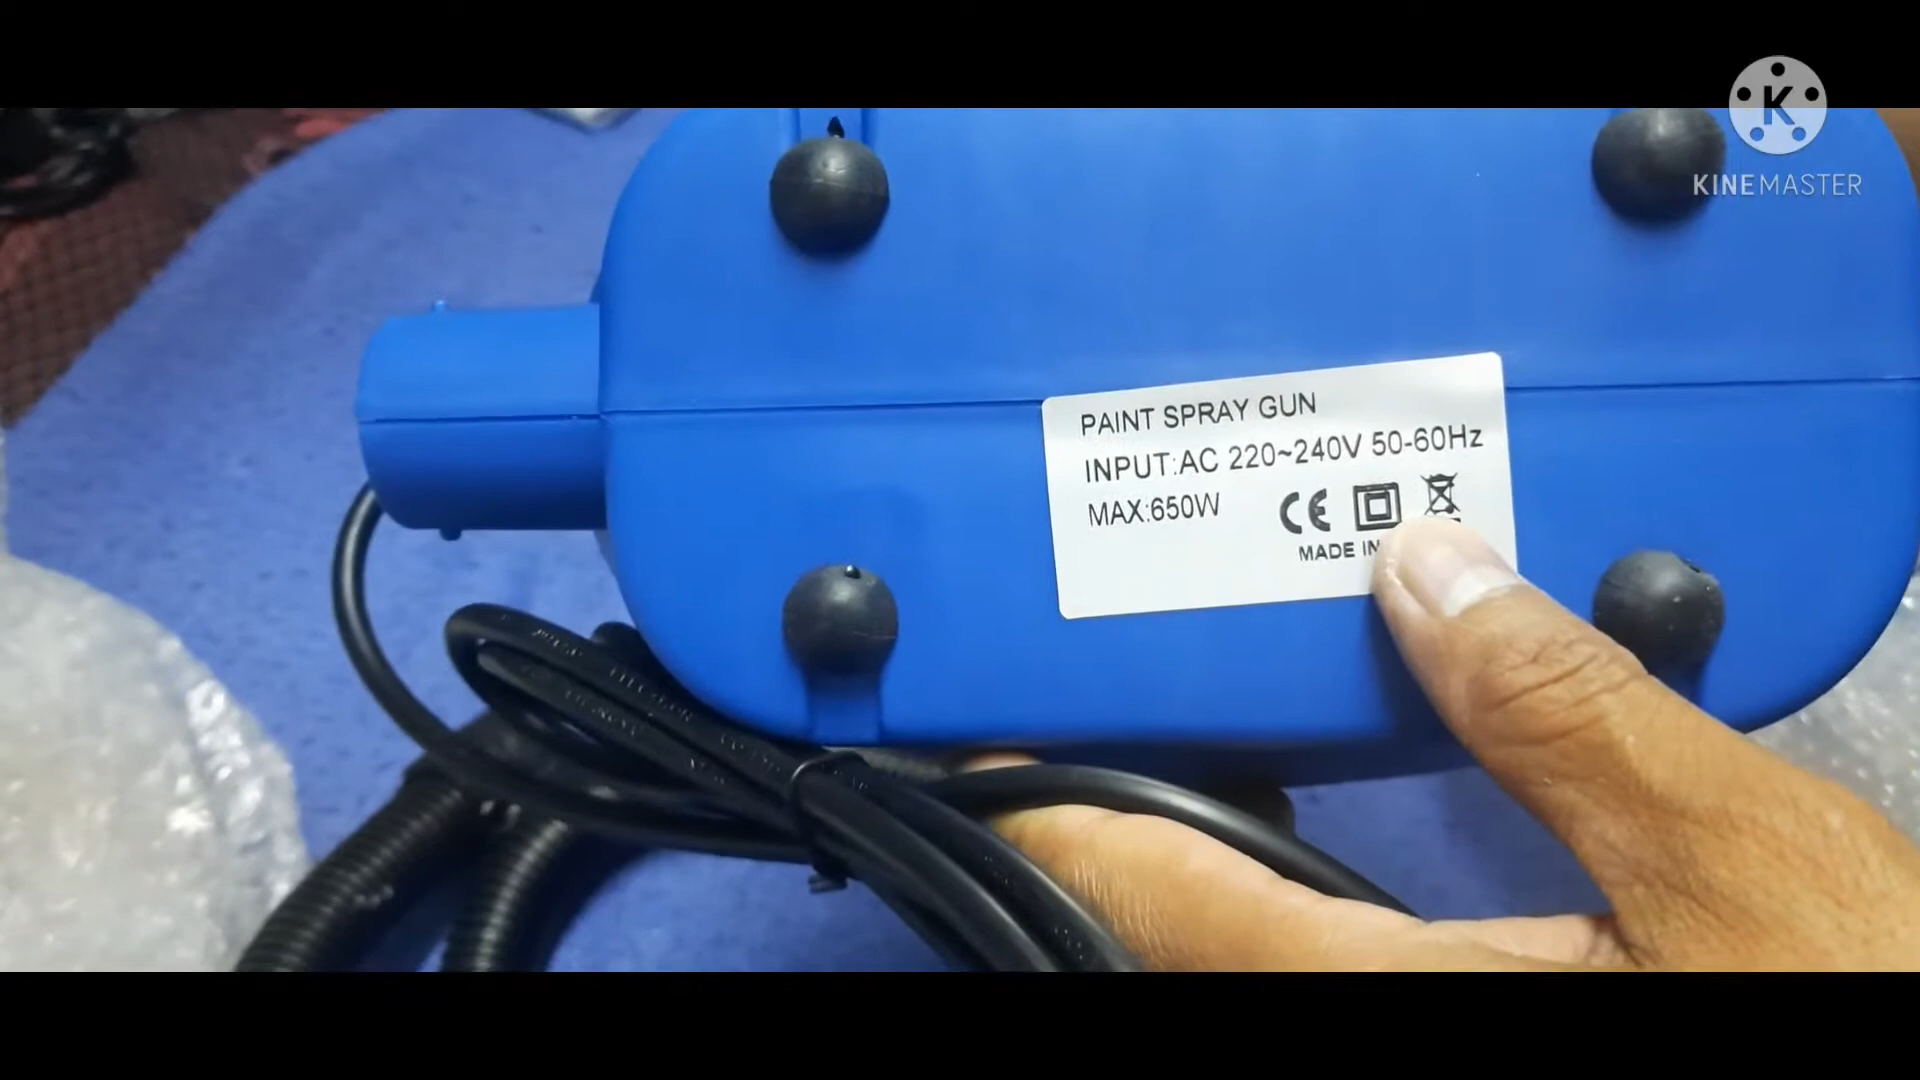 K
KINEMASTER
PAINT SPRAY GUN
INPUT:AC 220~240V 50-60Hz
MAX:650W
CE
MADE IN